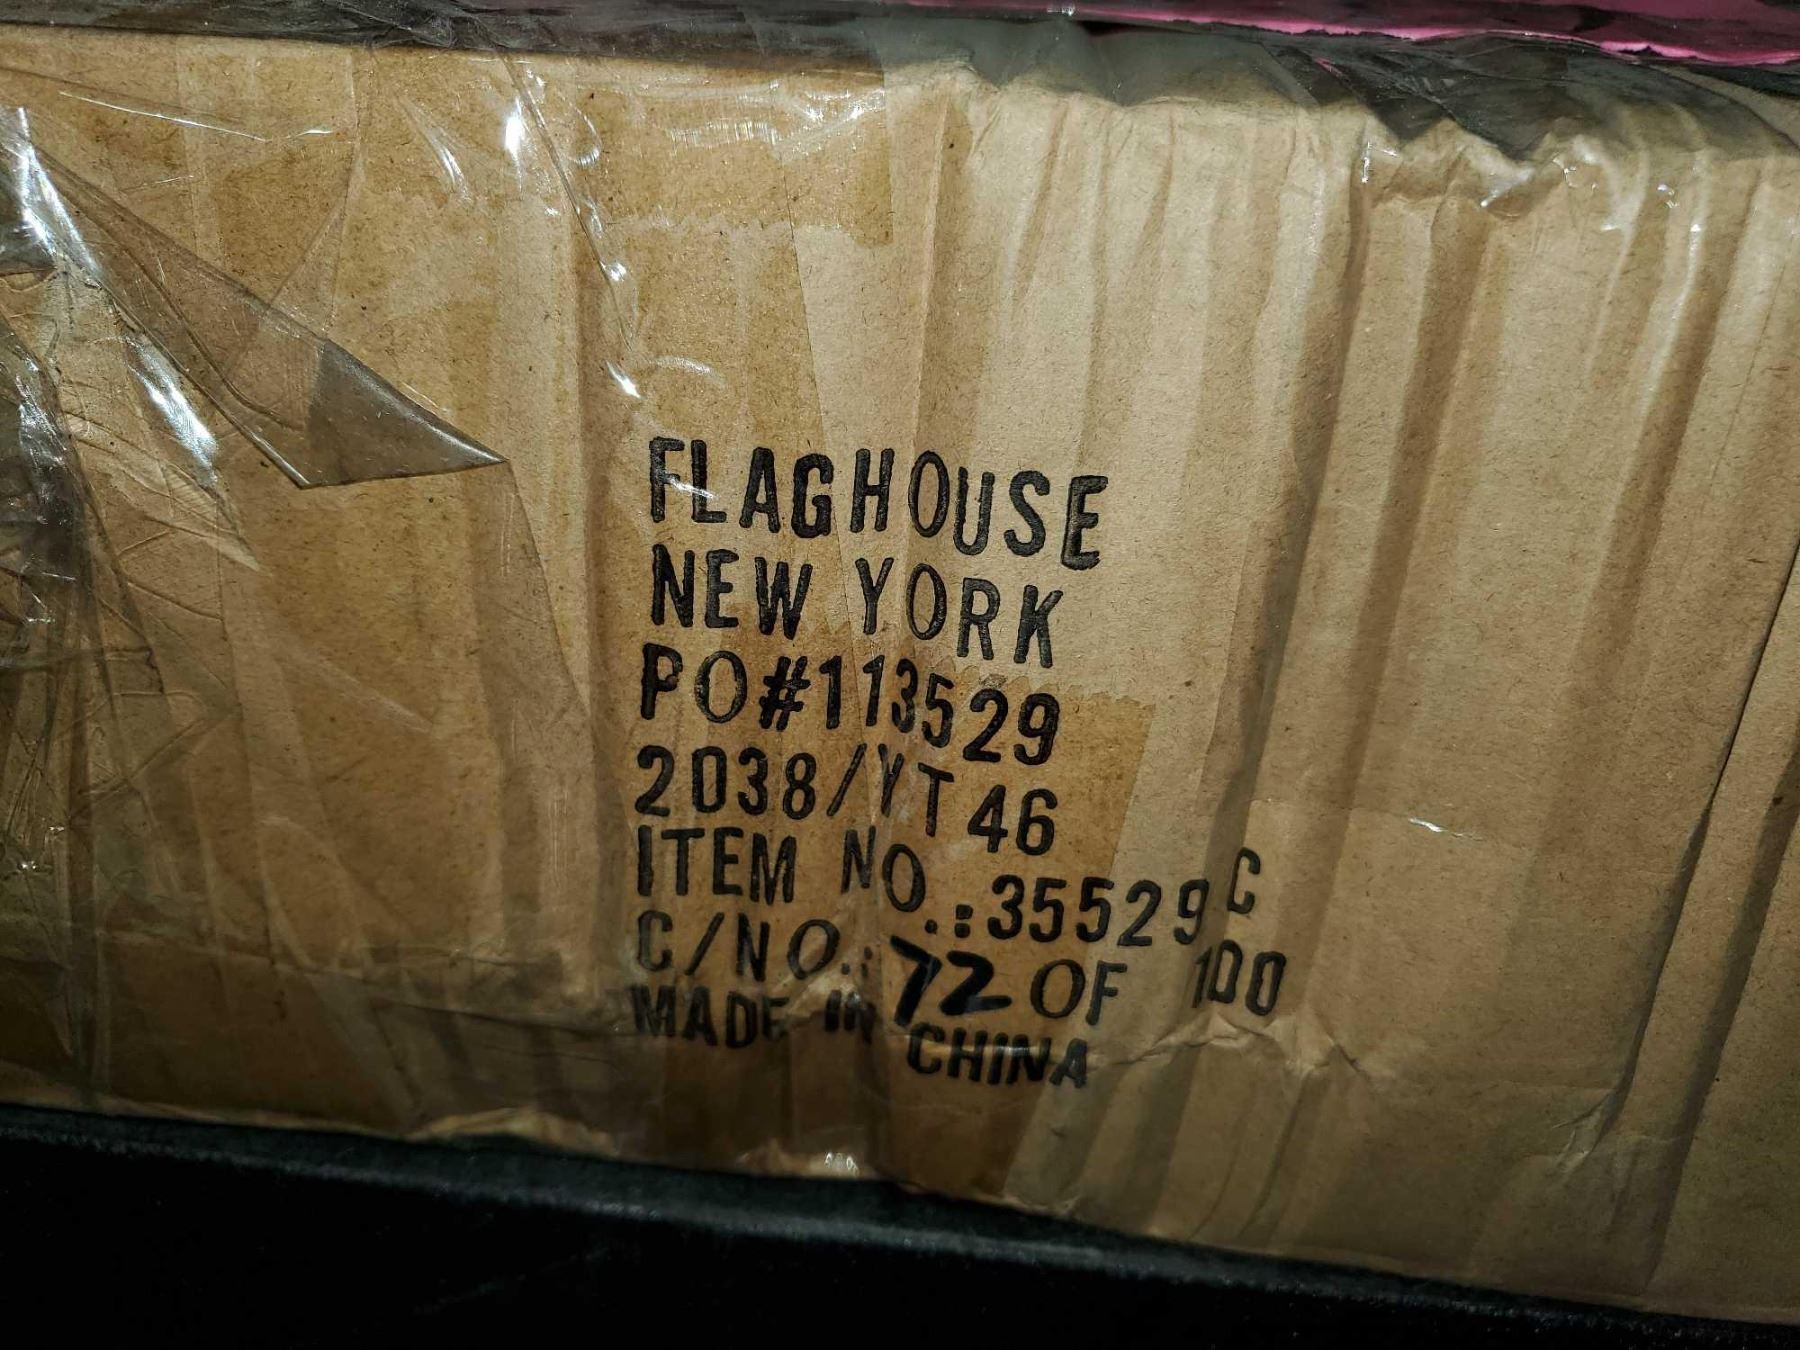 FLAGHOUSE
NEW YORK
PO#113529
2038/YT46
ITEM NO.:35529C
C/NO.:72 OF 100
MADE IN CHINA